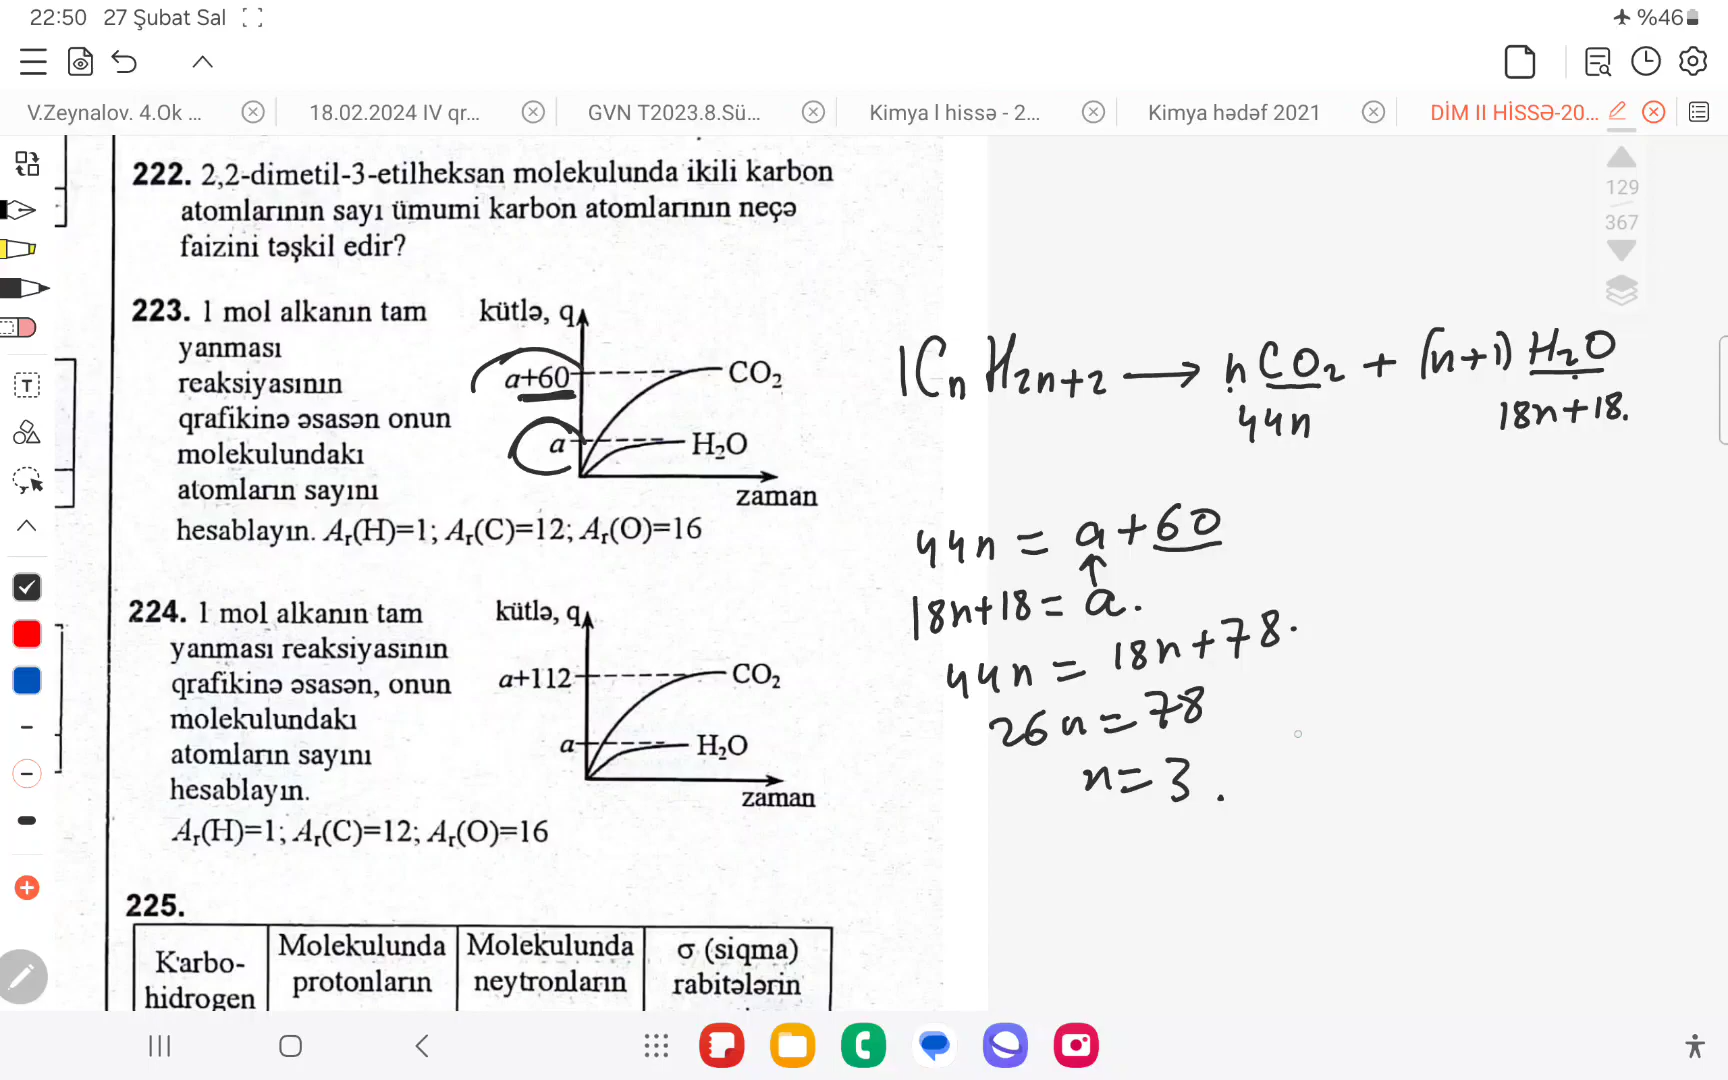 22:50 27 Şubat Sal
%46
V.Zeynalov. 4.Ok ...
18.02.2024 IV qr...
GVN T2023.8.Sü...
Kimya I hissə - 2...
Kimya hədəf 2021
DİM II HİSSƏ-20...
129
367
222. 2,2-dimetil-3-etilheksan molekulunda ikili karbon
atomlarının sayı ümumi karbon atomlarının neçə
faizini təşkil edir?
223. 1 mol alkanın tam
yanması
reaksiyasının
qrafikinə əsasən onun
molekulundakı
atomların sayını
hesablayın. Aᵣ(H)=1; Aᵣ(C)=12; Aᵣ(O)=16
kütlə, q
a+60
CO₂
a
H₂O
zaman
224. 1 mol alkanın tam
yanması reaksiyasının
qrafikinə əsasən, onun
molekulundakı
atomların sayını
hesablayın.
Aᵣ(H)=1; Aᵣ(C)=12; Aᵣ(O)=16
kütlə, q
a+112
CO₂
a
H₂O
zaman
225.
Karbo-
hidrogen
Molekulunda
protonların
Molekulunda
neytronların
σ (siqma)
rabitələrin
1CₙH₂ₙ₊₂ → nCO₂ + (n+1) H₂O
44n 18n+18.
44n = a+60
18n+18 = a.
44n = 18n+78.
26n = 78
n = 3.
T